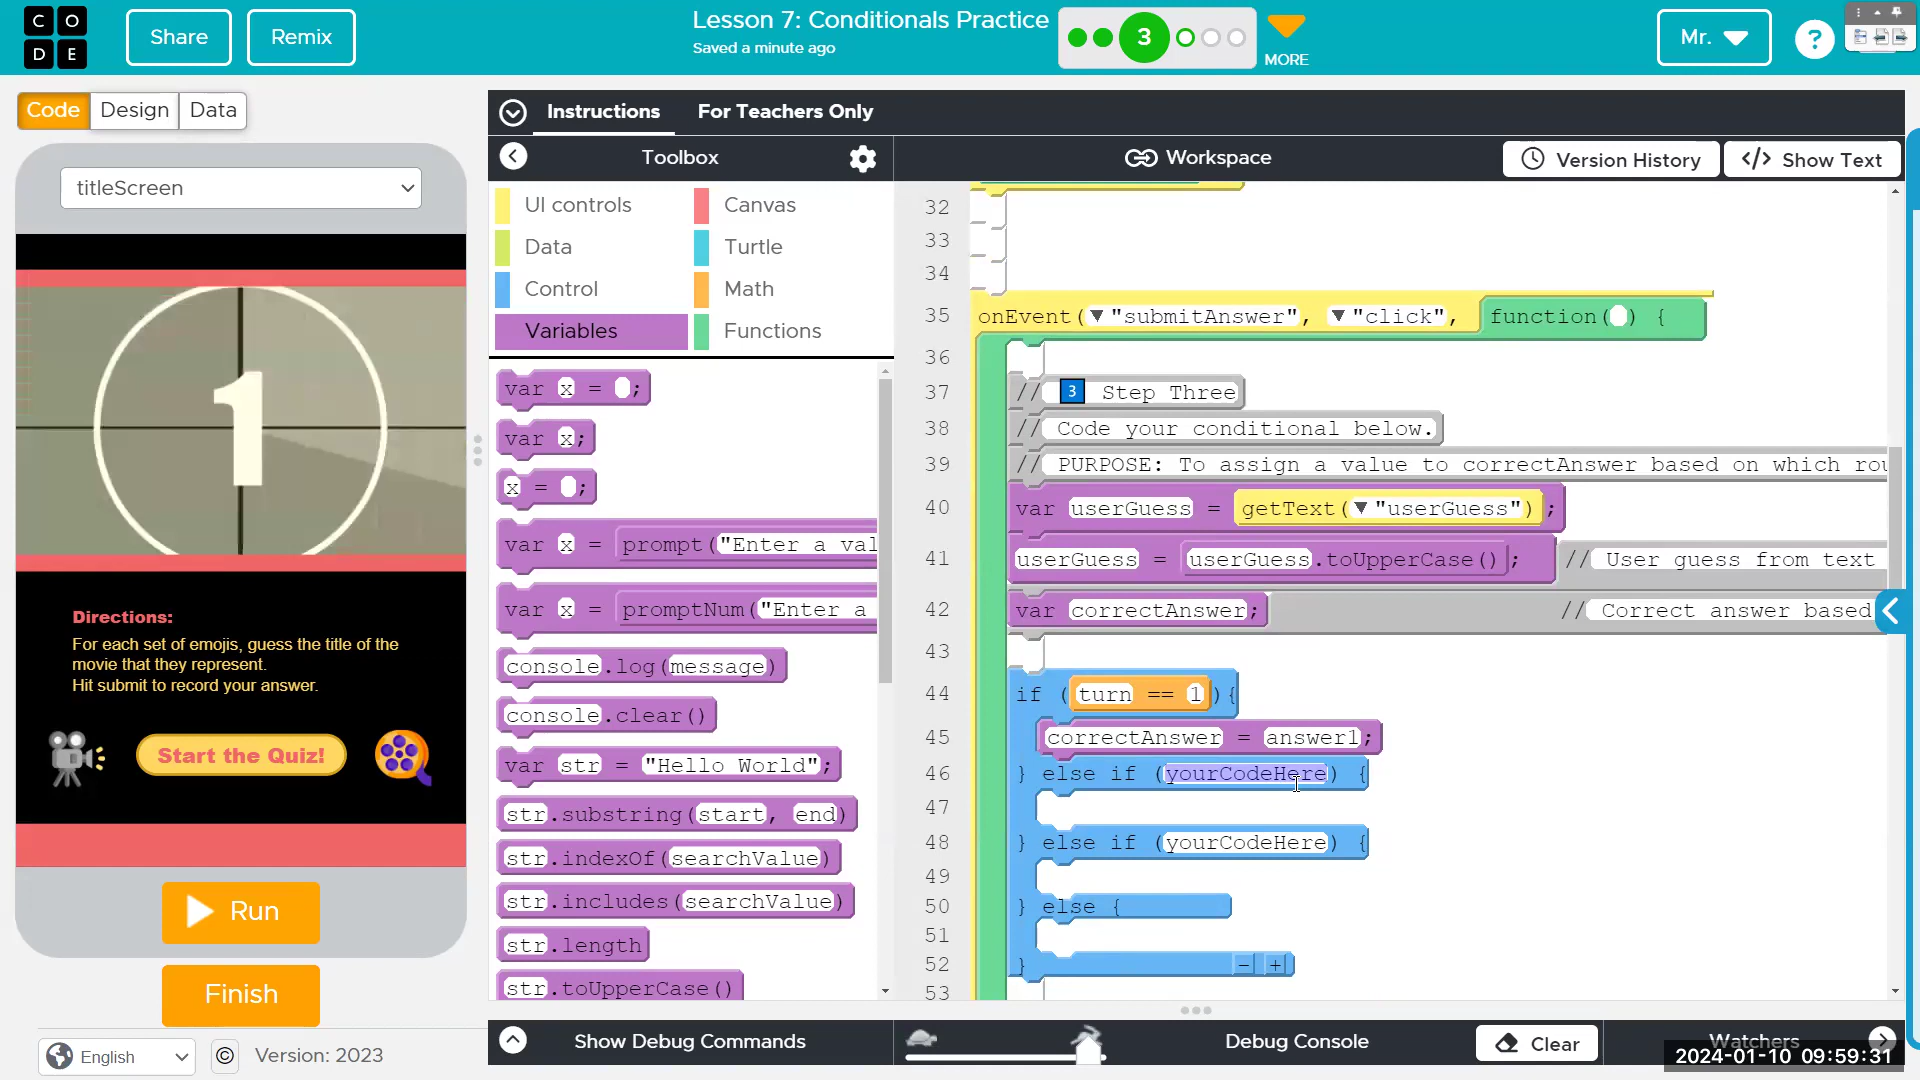 C O
D E
Share
Remix
Lesson 7: Conditionals Practice
Saved a minute ago
3
MORE
Mr.
?
Code
Design
Data
Instructions
For Teachers Only
titleScreen
Toolbox
Workspace
Version History
</> Show Text
UI controls
Canvas
Data
Turtle
Control
Math
Variables
Functions
var x = ;
var x;
x = ;
var x = prompt("Enter a val
var x = promptNum("Enter a
console.log(message)
console.clear()
var str = "Hello World";
str.substring(start, end)
str.indexOf(searchValue)
str.includes(searchValue)
str.length
str.toUpperCase()
1
Directions:
For each set of emojis, guess the title of the
movie that they represent.
Hit submit to record your answer.
Start the Quiz!
Run
Finish
English
© Version: 2023
32
33
34
35 onEvent(▼"submitAnswer", ▼"click", function( ) {
36
37 // 3 Step Three
38 // Code your conditional below.
39 // PURPOSE: To assign a value to correctAnswer based on which rou
40 var userGuess = getText(▼"userGuess");
41 userGuess = userGuess.toUpperCase(); // User guess from text
42 var correctAnswer; // Correct answer based
43
44 if (turn == 1){
45 correctAnswer = answer1;
46 } else if (yourCodeHere) {
47
48 } else if (yourCodeHere) {
49
50 } else {
51
52 } - +
53
Show Debug Commands
Debug Console
Clear
Watchers
2024-01-10 09:59:31